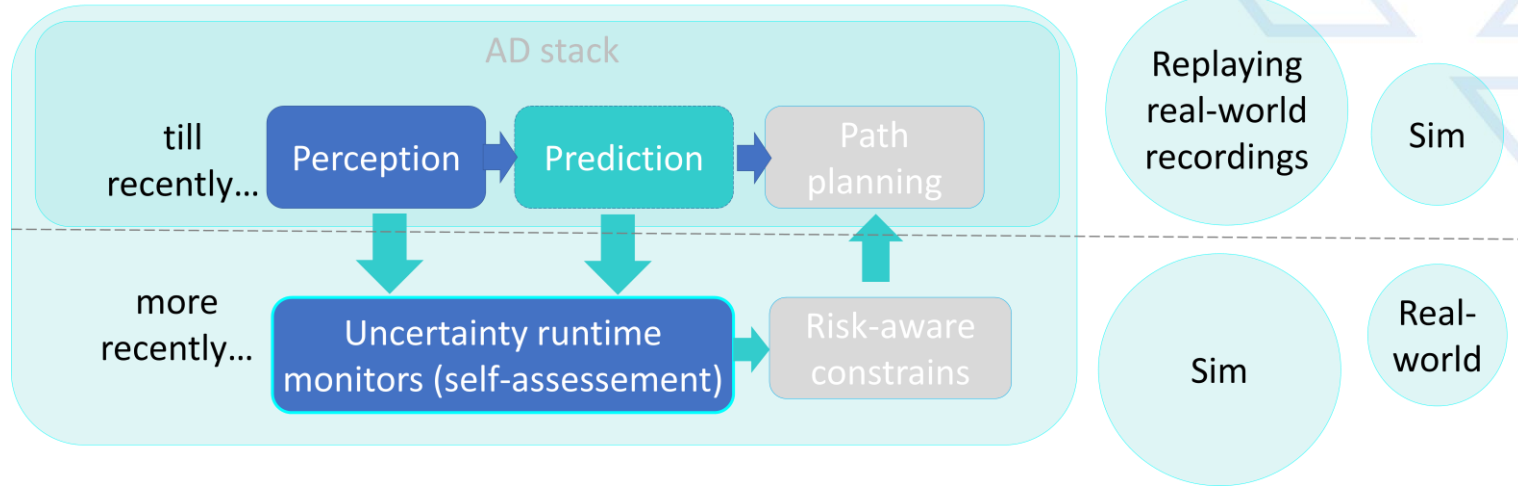 AD stack
till
recently...
Perception
Prediction
Path
planning
Replaying
real-world
recordings
Sim
more
recently...
Uncertainty runtime
monitors (self-assessement)
Risk-aware
constrains
Sim
Real-
world